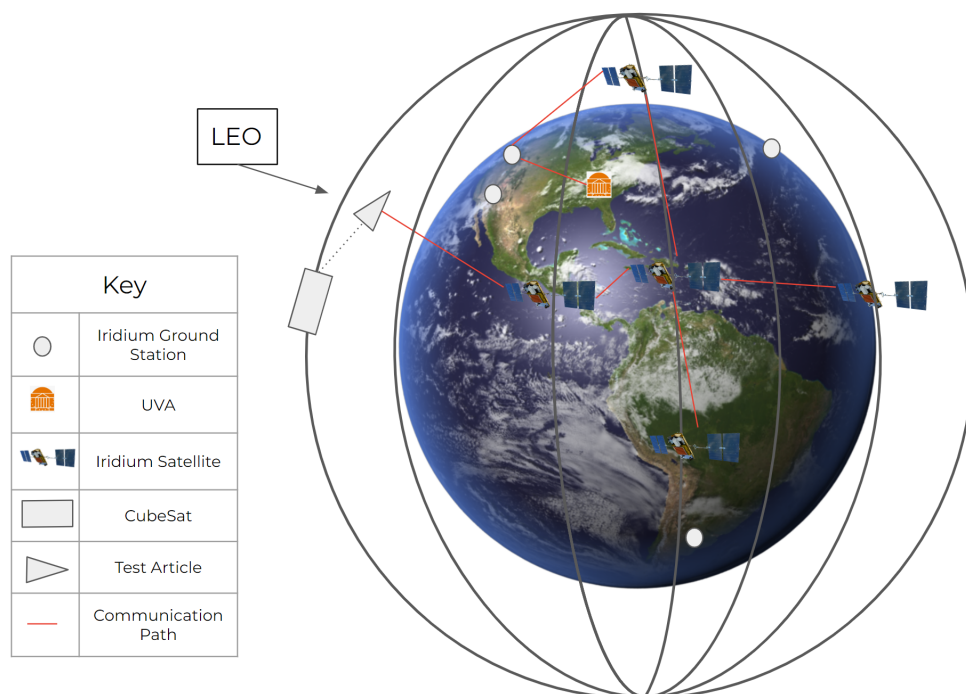 LEO
Key
Iridium Ground
Station
UVA
Iridium Satellite
CubeSat
Test Article
Communication
Path